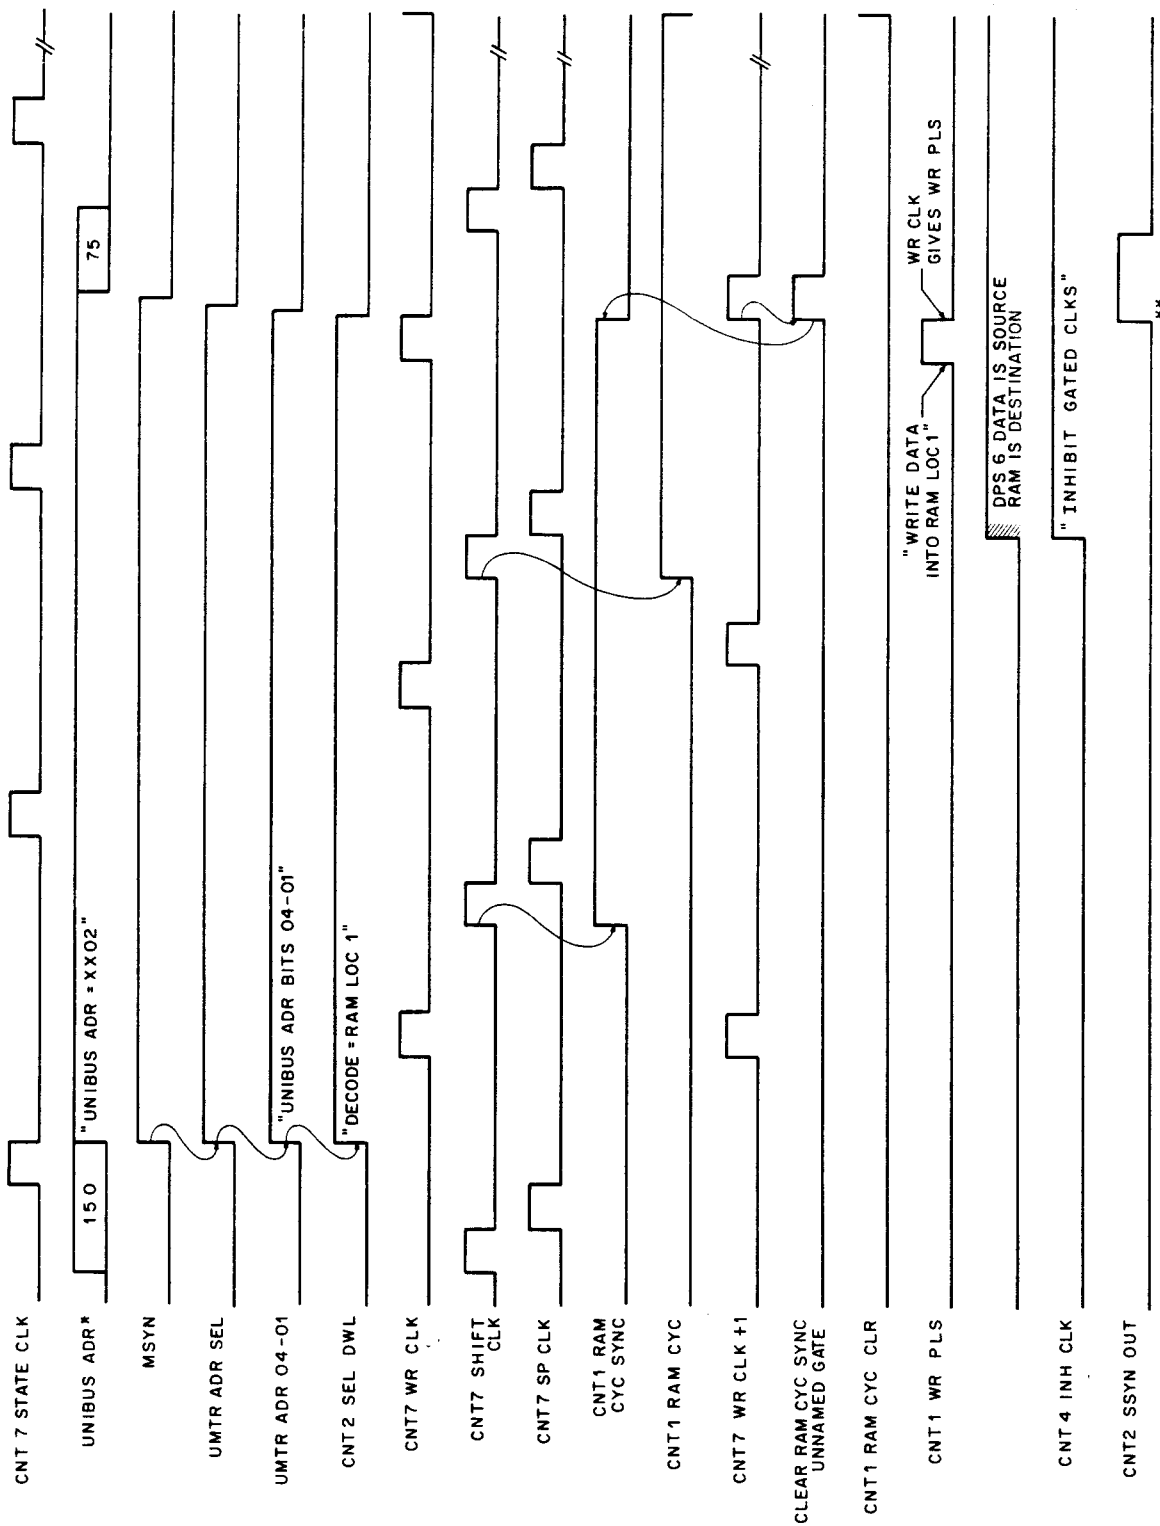 CNT 7 STATE CLK
UNIBUS ADR*
150
"UNIBUS ADR = XX02"
75
MSYN
UMTR ADR SEL
UMTR ADR 04-01
"UNIBUS ADR BITS 04-01"
CNT2 SEL DWL
"DECODE = RAM LOC 1"
CNT7 WR CLK
CNT7 SHIFT
CLK
CNT7 SP CLK
CNT1 RAM
CYC SYNC
CNT1 RAM CYC
CNT7 WR CLK +1
CLEAR RAM CYC SYNC
UNNAMED GATE
CNT1 RAM CYC CLR
CNT1 WR PLS
"WRITE DATA
INTO RAM LOC1"
WR CLK
GIVES WR PLS
DPS 6 DATA IS SOURCE
RAM IS DESTINATION
CNT 4 INH CLK
"INHIBIT GATED CLKS"
CNT2 SSYN OUT
**